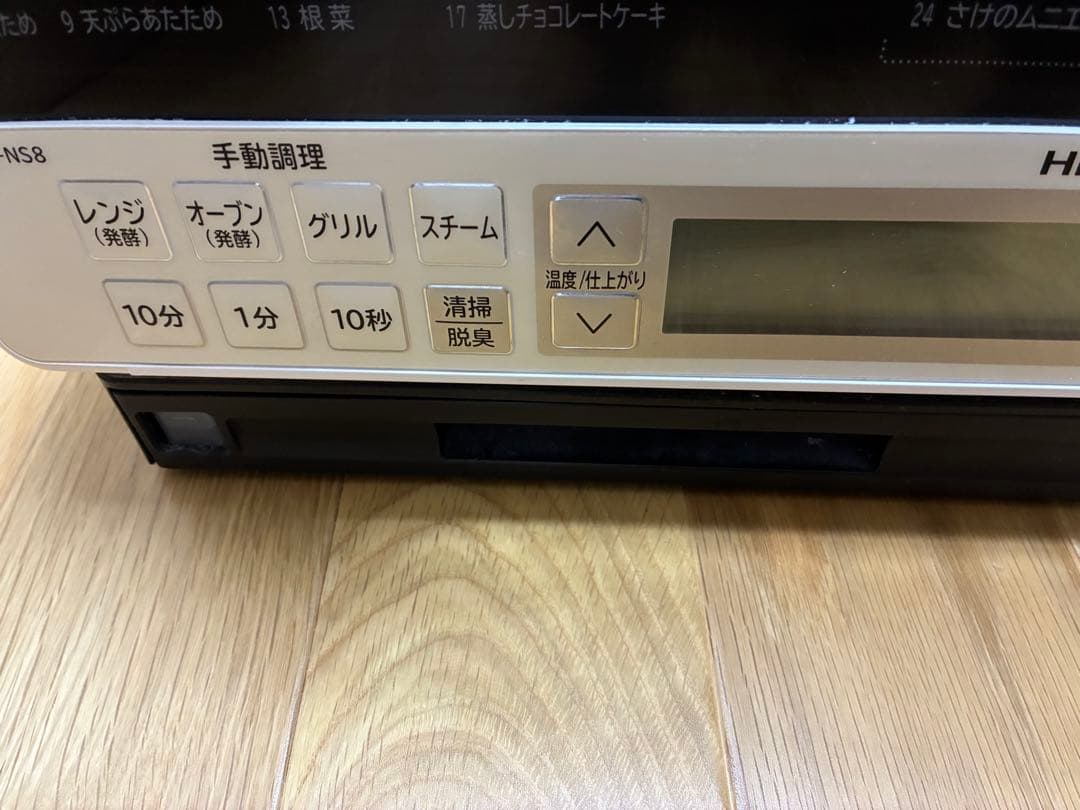 ため 9 天ぷらあたため 13 根菜 17 蒸しチョコレートケーキ 24 さけのムニエ
-NS8
手動調理
レンジ
(発酵)
オーブン
(発酵)
グリル
スチーム
温度/仕上がり
10分
1分
10秒
清掃
脱臭